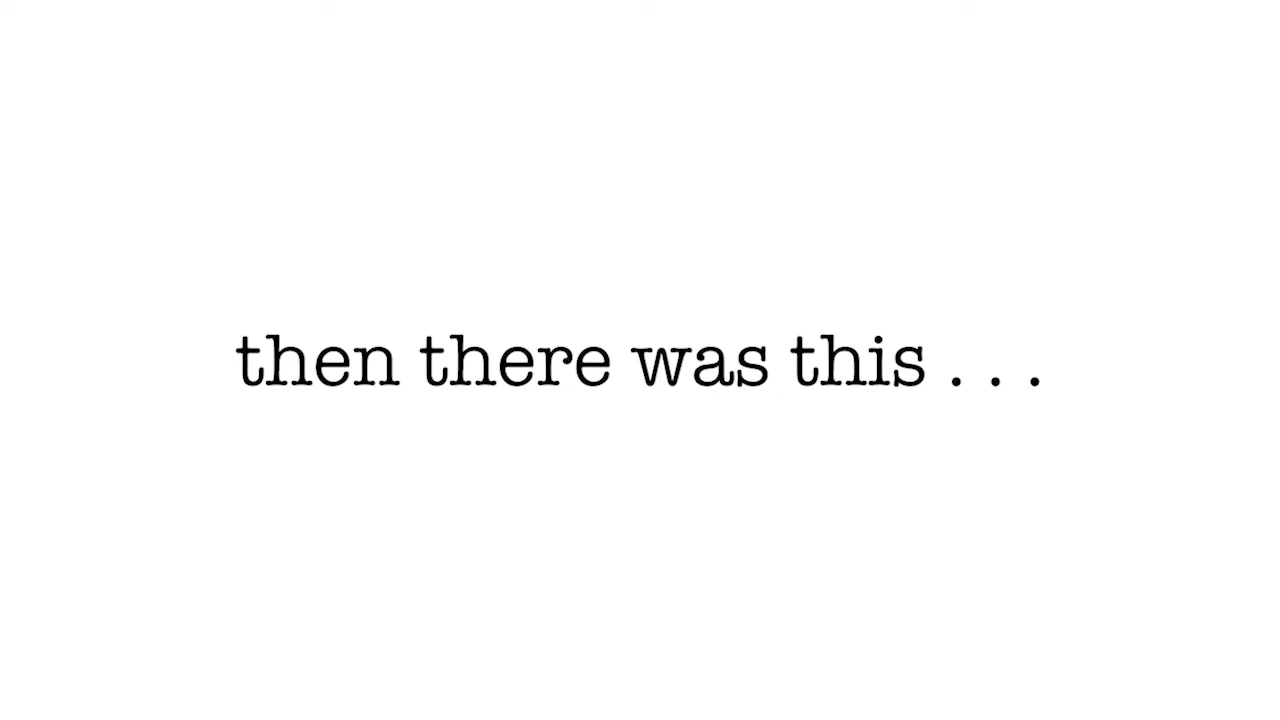 then there was this . . .